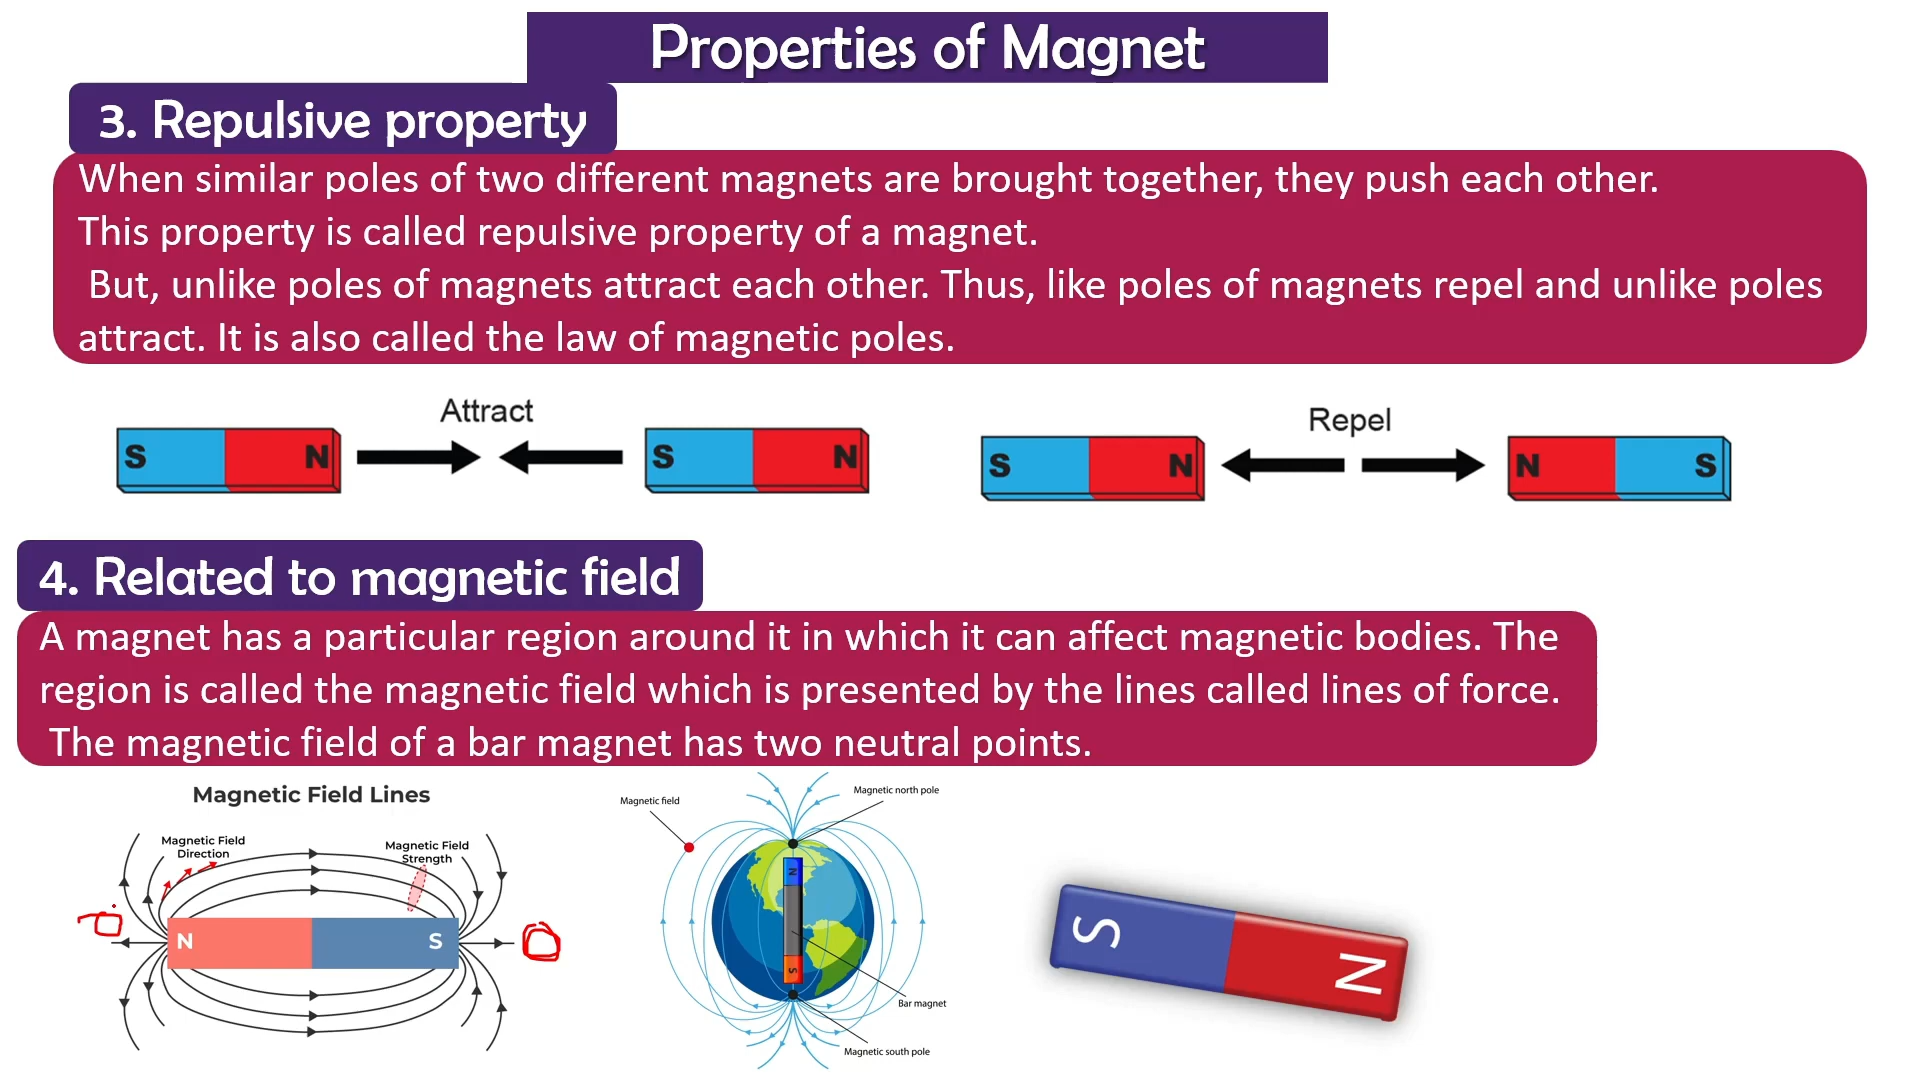 Properties of Magnet
3. Repulsive property
When similar poles of two different magnets are brought together, they push each other.
This property is called repulsive property of a magnet.
But, unlike poles of magnets attract each other. Thus, like poles of magnets repel and unlike poles
attract. It is also called the law of magnetic poles.
Attract
S N S N
Repel
S N N S
4. Related to magnetic field
A magnet has a particular region around it in which it can affect magnetic bodies. The
region is called the magnetic field which is presented by the lines called lines of force.
The magnetic field of a bar magnet has two neutral points.
Magnetic Field Lines
Magnetic Field
Direction
Magnetic Field
Strength
N S
Magnetic field
Magnetic north pole
N
S
Bar magnet
Magnetic south pole
S N